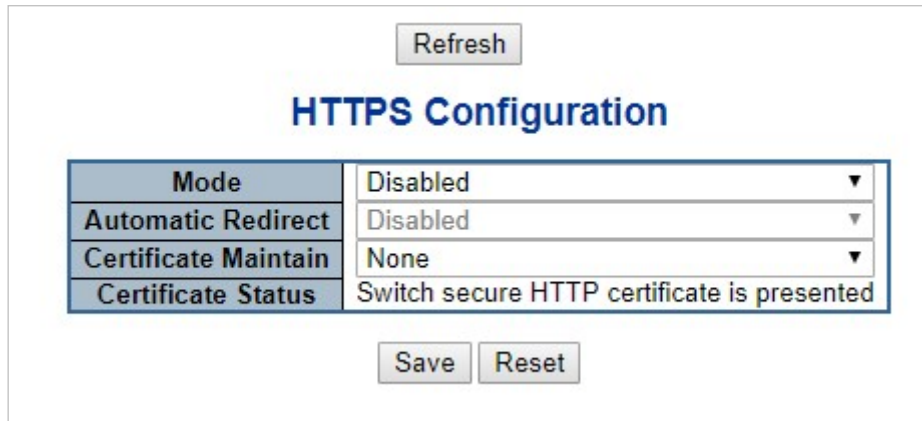 Refresh
HTTPS Configuration
Mode Disabled
Automatic Redirect Disabled
Certificate Maintain None
Certificate Status Switch secure HTTP certificate is presented
Save Reset